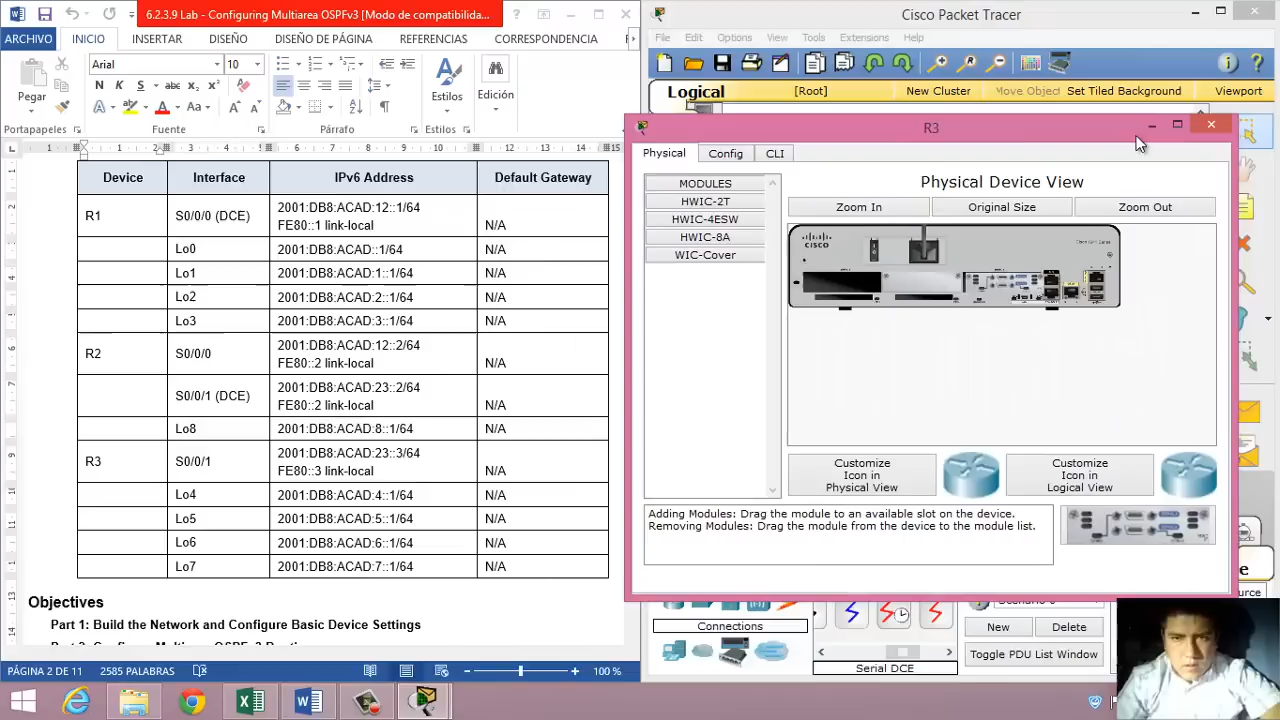 6.2.3.9 Lab - Configuring Multiarea OSPFv3 [Modo de compatibilida...
ARCHIVO INICIO INSERTAR DISEÑO DISEÑO DE PÁGINA REFERENCIAS CORRESPONDENCIA
Arial 10
N K S abc x₂ x²
A Aa A A
Pegar
Estilos
Edición
Portapapeles Fuente Párrafo Estilos
Device Interface IPv6 Address Default Gateway
R1 S0/0/0 (DCE) 2001:DB8:ACAD:12::1/64
FE80::1 link-local N/A
Lo0 2001:DB8:ACAD::1/64 N/A
Lo1 2001:DB8:ACAD:1::1/64 N/A
Lo2 2001:DB8:ACAD:2::1/64 N/A
Lo3 2001:DB8:ACAD:3::1/64 N/A
R2 S0/0/0 2001:DB8:ACAD:12::2/64
FE80::2 link-local N/A
S0/0/1 (DCE) 2001:DB8:ACAD:23::2/64
FE80::2 link-local N/A
Lo8 2001:DB8:ACAD:8::1/64 N/A
R3 S0/0/1 2001:DB8:ACAD:23::3/64
FE80::3 link-local N/A
Lo4 2001:DB8:ACAD:4::1/64 N/A
Lo5 2001:DB8:ACAD:5::1/64 N/A
Lo6 2001:DB8:ACAD:6::1/64 N/A
Lo7 2001:DB8:ACAD:7::1/64 N/A
Objectives
Part 1: Build the Network and Configure Basic Device Settings
PÁGINA 2 DE 11 2585 PALABRAS 100 %
Cisco Packet Tracer
File Edit Options View Tools Extensions Help
Logical [Root] New Cluster Move Object Set Tiled Background Viewport
R3
Physical Config CLI
MODULES
HWIC-2T
HWIC-4ESW
HWIC-8A
WIC-Cover
Physical Device View
Zoom In Original Size Zoom Out
CISCO
Customize
Icon in
Physical View
Customize
Icon in
Logical View
Adding Modules: Drag the module to an available slot on the device.
Removing Modules: Drag the module from the device to the module list.
Connections
Serial DCE
New Delete
Toggle PDU List Window